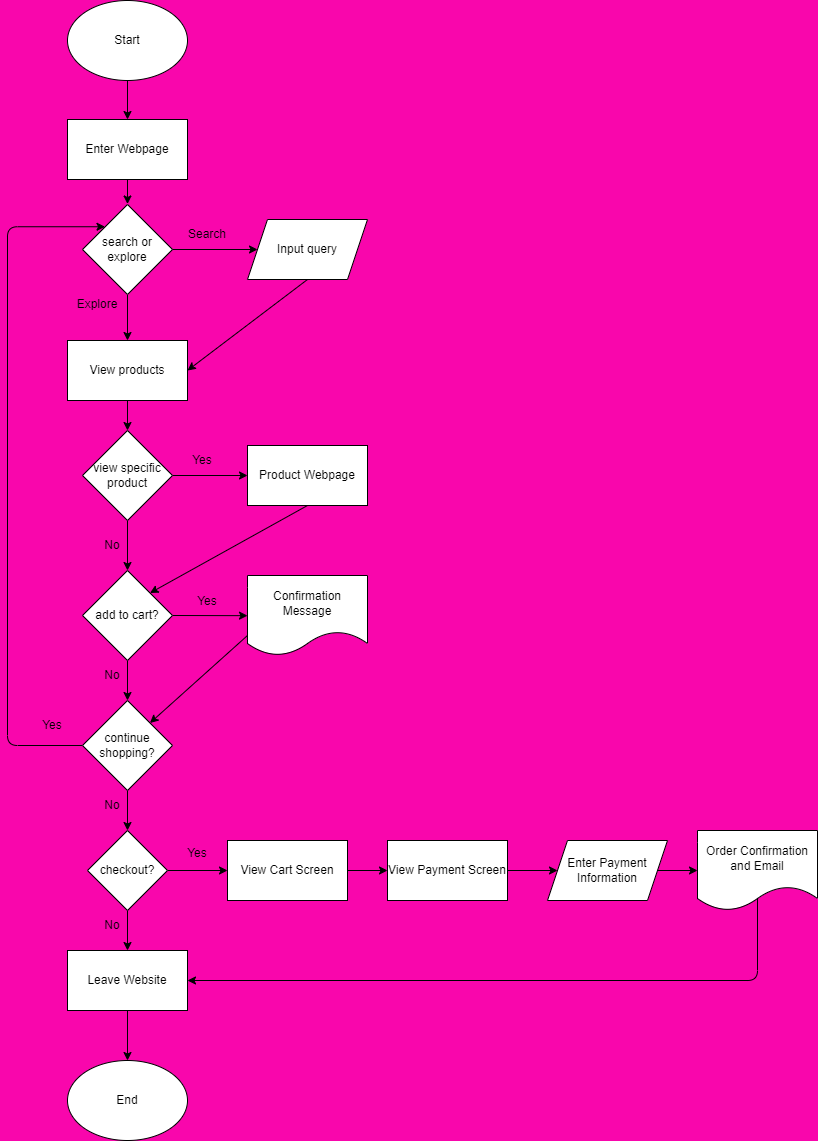 Start
Enter Webpage
search or
explore
Search
Input query
Explore
View products
view specific
product
Yes
Product Webpage
No
add to cart?
Yes
Confirmation
Message
No
continue
shopping?
Yes
No
checkout?
Yes
View Cart Screen
View Payment Screen
Enter Payment
Information
Order Confirmation
and Email
No
Leave Website
End